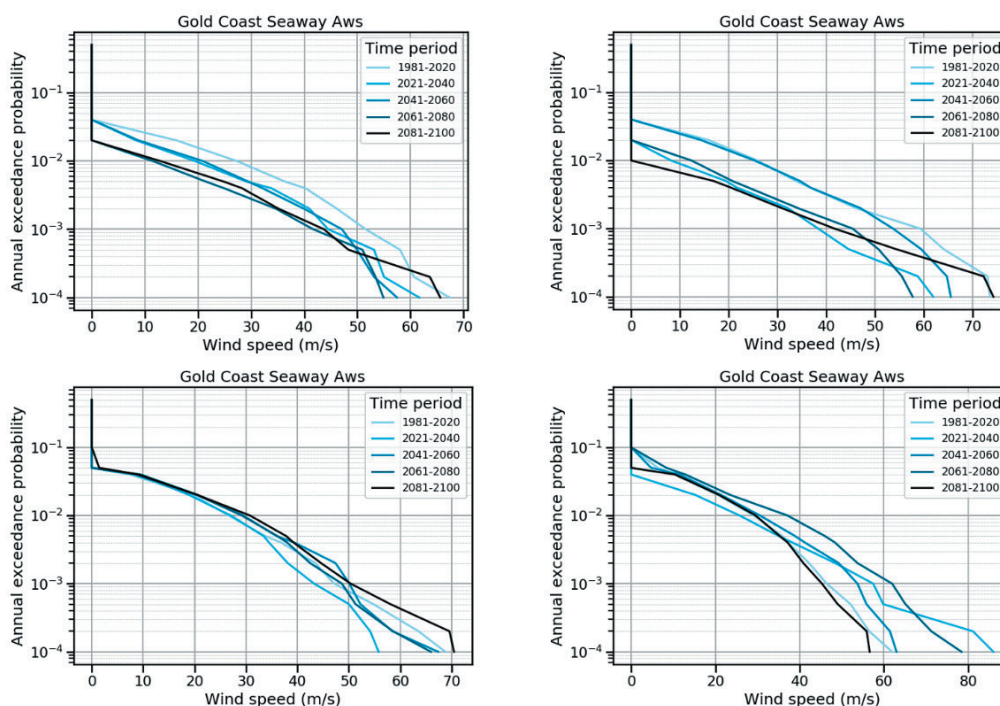 Gold Coast Seaway Aws
Annual exceedance probability
10⁻¹
10⁻²
10⁻³
10⁻⁴
Time period
1981-2020
2021-2040
2041-2060
2061-2080
2081-2100
0 10 20 30 40 50 60 70
Wind speed (m/s)
Gold Coast Seaway Aws
Annual exceedance probability
10⁻¹
10⁻²
10⁻³
10⁻⁴
Time period
1981-2020
2021-2040
2041-2060
2061-2080
2081-2100
0 10 20 30 40 50 60 70
Wind speed (m/s)
Gold Coast Seaway Aws
Annual exceedance probability
10⁻¹
10⁻²
10⁻³
10⁻⁴
Time period
1981-2020
2021-2040
2041-2060
2061-2080
2081-2100
0 10 20 30 40 50 60 70
Wind speed (m/s)
Gold Coast Seaway Aws
Annual exceedance probability
10⁻¹
10⁻²
10⁻³
10⁻⁴
Time period
1981-2020
2021-2040
2041-2060
2061-2080
2081-2100
0 20 40 60 80
Wind speed (m/s)